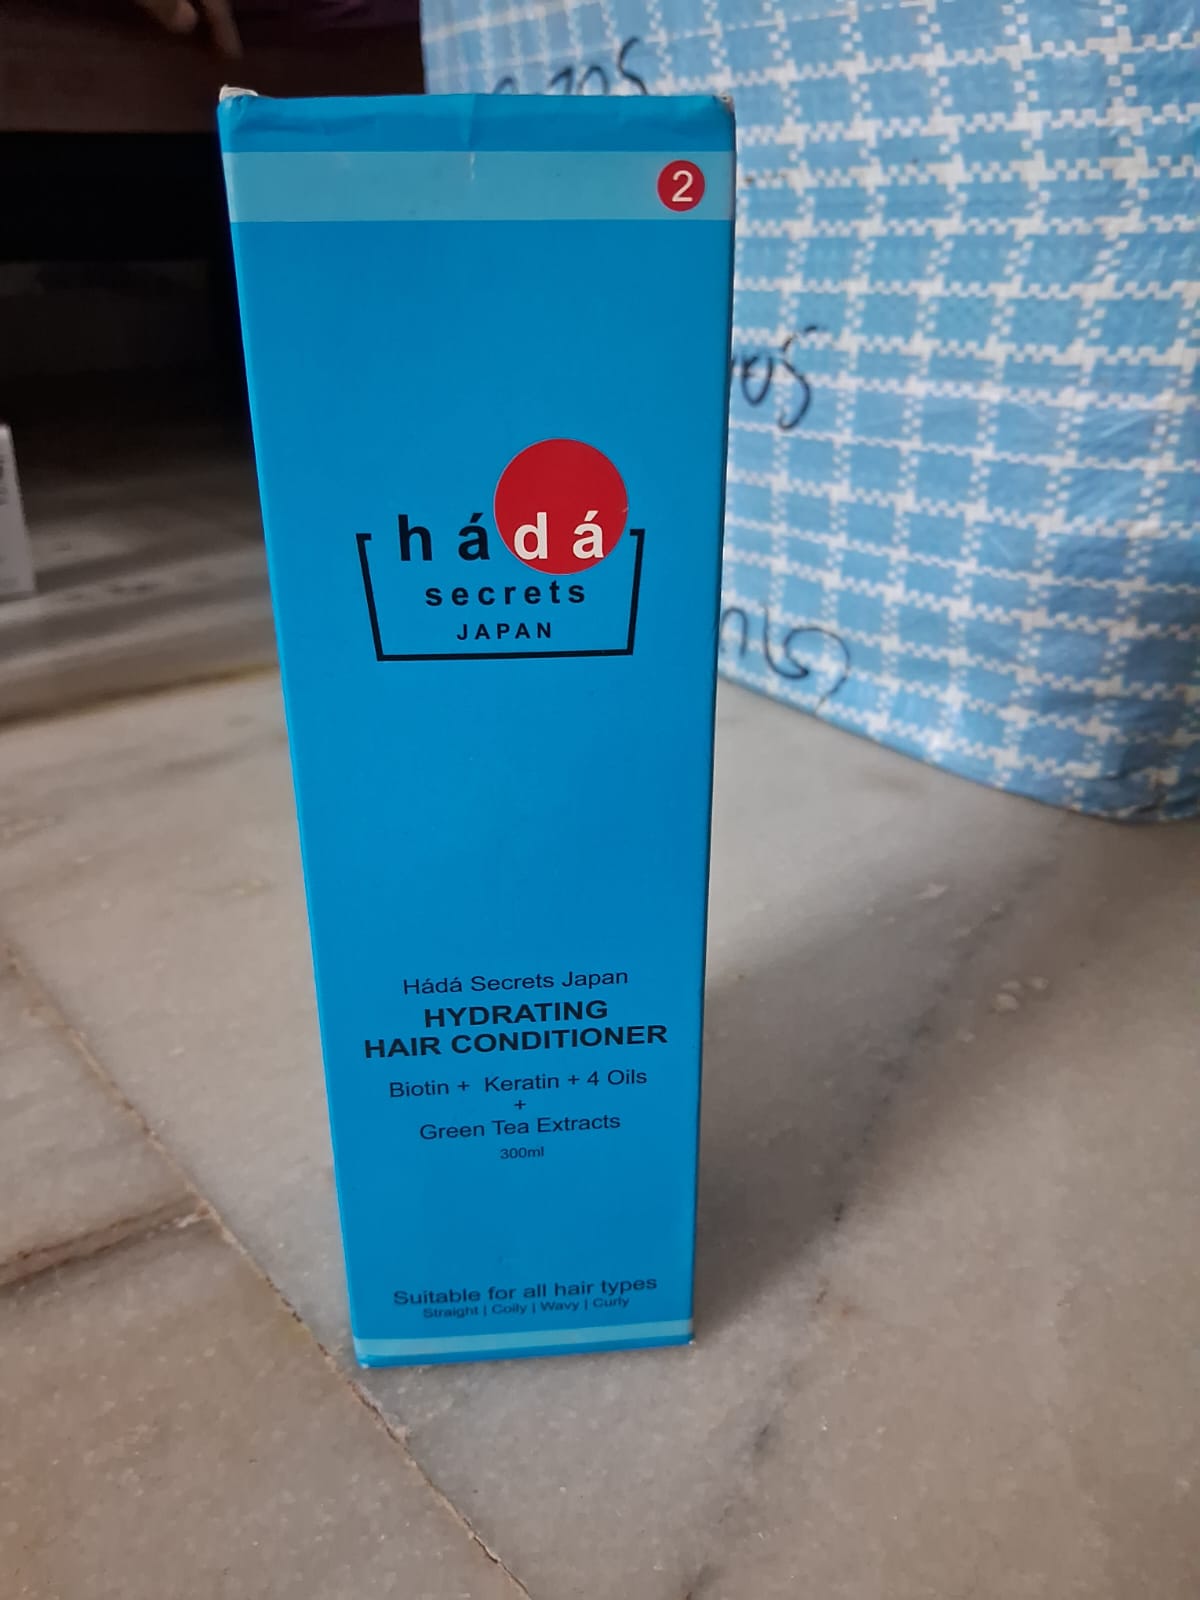 2
hádá
secrets
JAPAN
Hádá Secrets Japan
HYDRATING
HAIR CONDITIONER
Biotin + Keratin + 4 Oils
+
Green Tea Extracts
300ml
Suitable for all hair types
Straight | Coily | Wavy | Curly